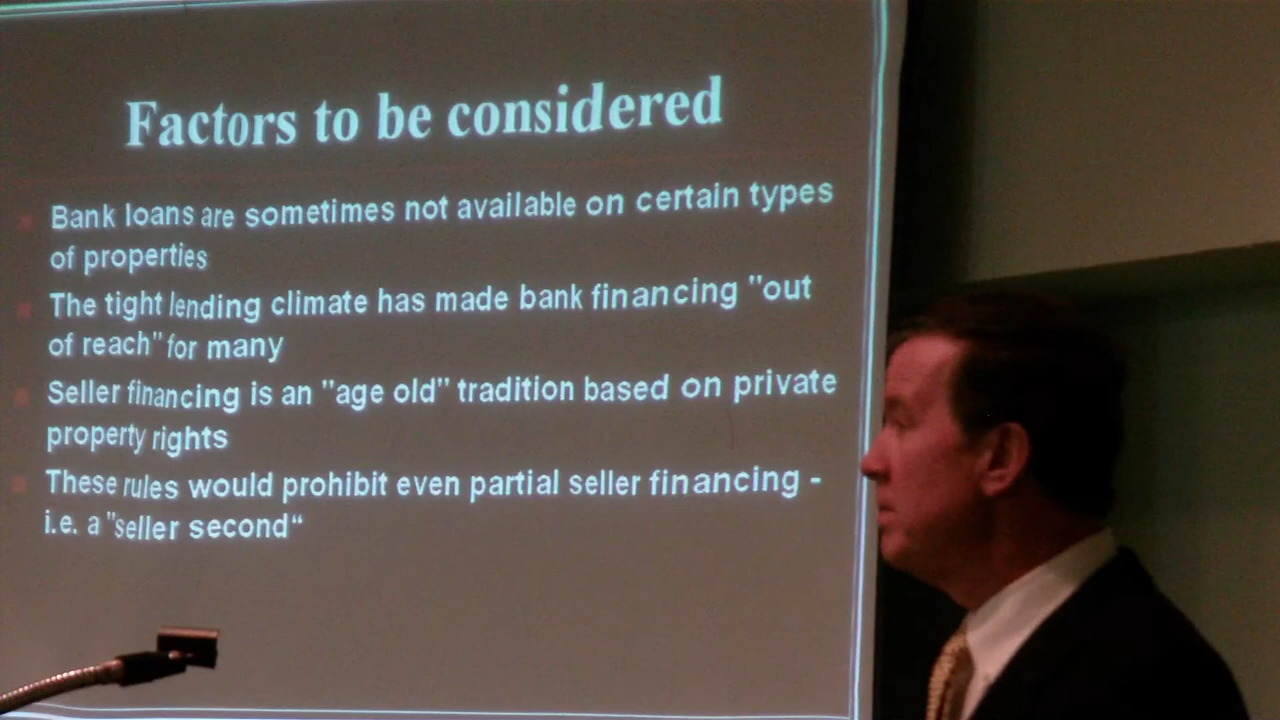 Factors to be considered
Bank loans are sometimes not available on certain types
of properties
The tight lending climate has made bank financing "out
of reach" for many
Seller financing is an "age old" tradition based on private
property rights
These rules would prohibit even partial seller financing -
i.e. a "seller second“